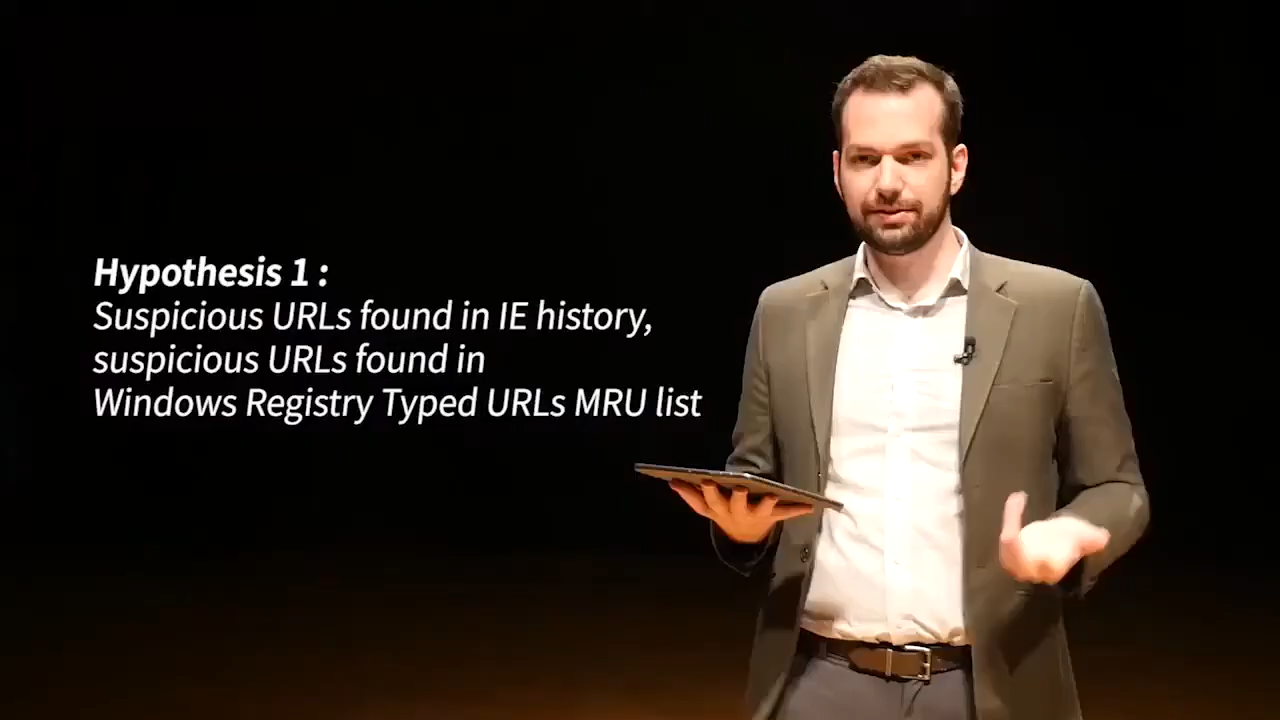 Hypothesis 1 :
Suspicious URLs found in IE history,
suspicious URLs found in
Windows Registry Typed URLs MRU list